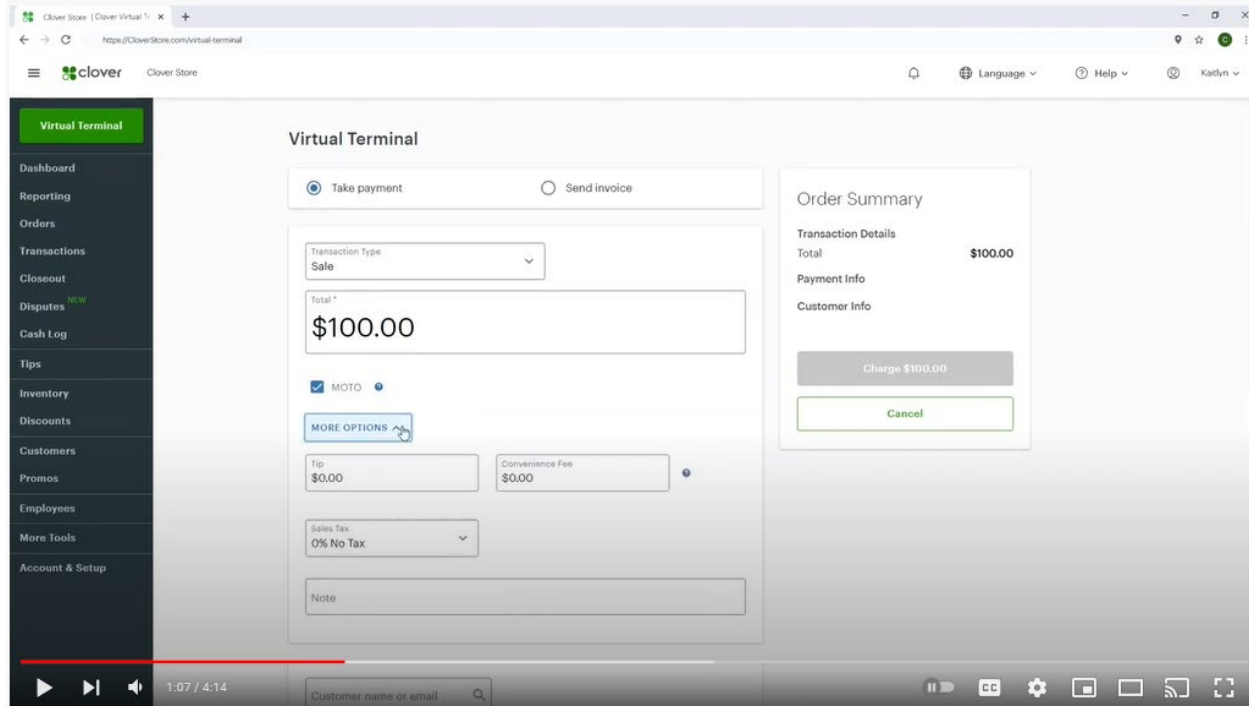 Clover Store | Clover Virtual Te
https://CloverStore.com/virtual-terminal
clover Clover Store Language Help Kaitlyn
Virtual Terminal
Dashboard
Reporting
Orders
Transactions
Closeout
Disputes NEW
Cash Log
Tips
Inventory
Discounts
Customers
Promos
Employees
More Tools
Account & Setup
Virtual Terminal
Take payment Send invoice
Transaction Type
Sale
Total *
$100.00
MOTO
MORE OPTIONS
Tip
$0.00
Convenience Fee
$0.00
Sales Tax
0% No Tax
Note
Customer name or email
Order Summary
Transaction Details
Total $100.00
Payment Info
Customer Info
Charge $100.00
Cancel
1:07 / 4:14 CC